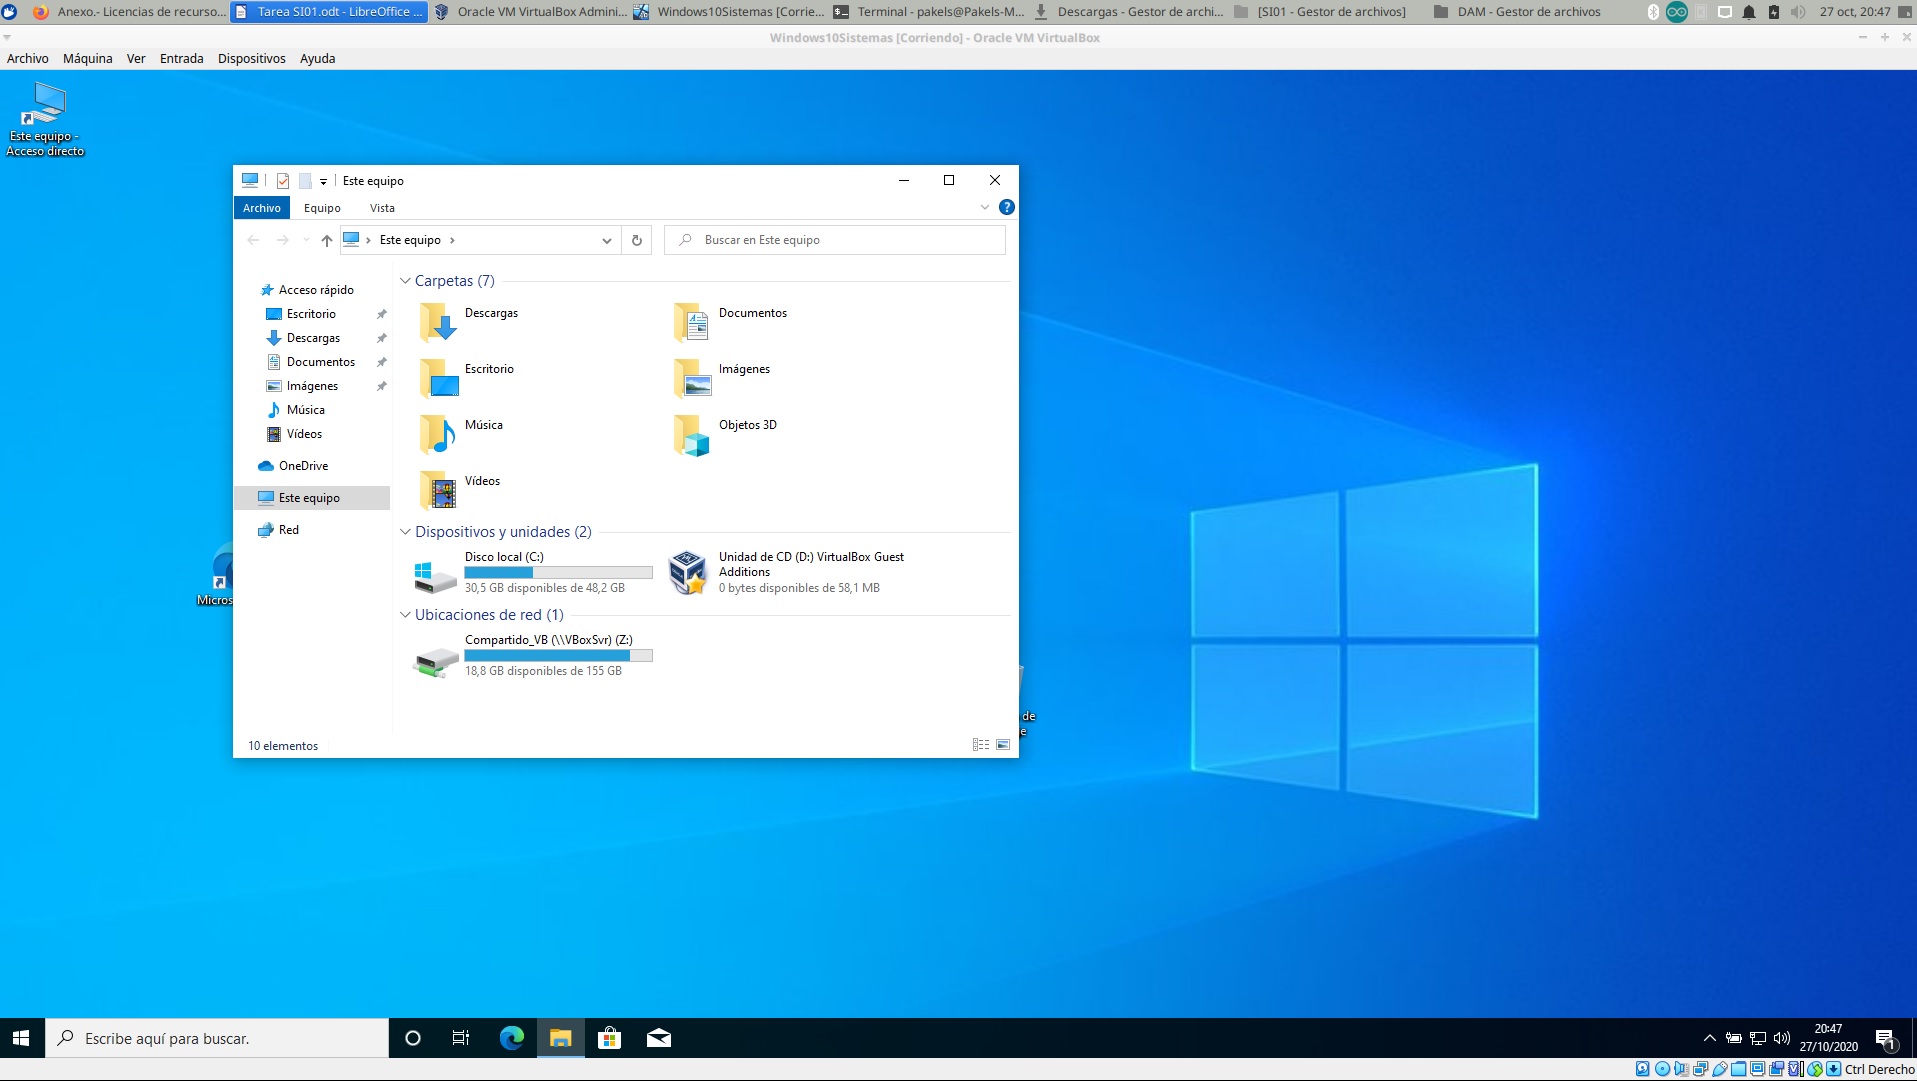 Anexo.- Licencias de recurso...
Tarea SI01.odt - LibreOffice ...
Oracle VM VirtualBox Admini...
Windows10Sistemas [Corrie...
Terminal - pakels@Pakels-M...
Descargas - Gestor de archi...
[SI01 - Gestor de archivos]
DAM - Gestor de archivos
27 oct, 20:47
Windows10Sistemas [Corriendo] - Oracle VM VirtualBox
Archivo Máquina Ver Entrada Dispositivos Ayuda
Este equipo -
Acceso directo
Este equipo
Archivo Equipo Vista
Este equipo
Buscar en Este equipo
Acceso rápido
Escritorio
Descargas
Documentos
Imágenes
Música
Vídeos
OneDrive
Este equipo
Red
Carpetas (7)
Descargas
Documentos
Escritorio
Imágenes
Música
Objetos 3D
Vídeos
Dispositivos y unidades (2)
Disco local (C:)
30,5 GB disponibles de 48,2 GB
Unidad de CD (D:) VirtualBox Guest
Additions
0 bytes disponibles de 58,1 MB
Ubicaciones de red (1)
Compartido_VB (\\VBoxSvr) (Z:)
18,8 GB disponibles de 155 GB
10 elementos
Micros
de
e
Escribe aquí para buscar.
20:47
27/10/2020
1
Ctrl Derecho